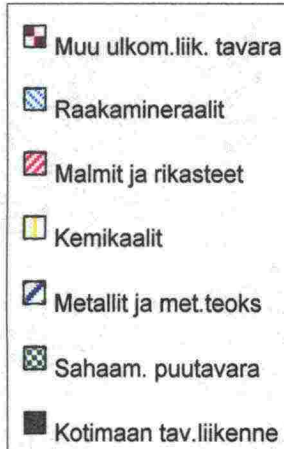 Muu ulkom.liik. tavara
Raakamineraalit
Malmit ja rikasteet
Kemikaalit
Metallit ja met.teoks
Sahaam. puutavara
Kotimaan tav.liikenne